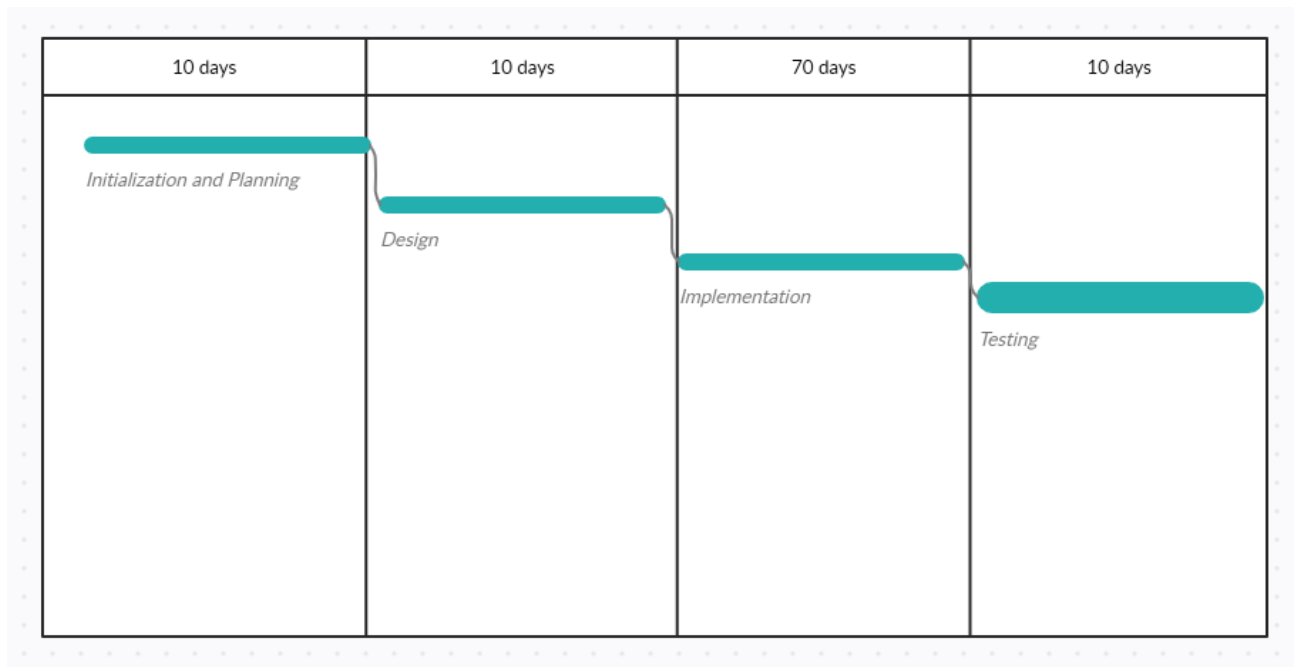 10 days
10 days
70 days
10 days
Initialization and Planning
Design
Implementation
Testing